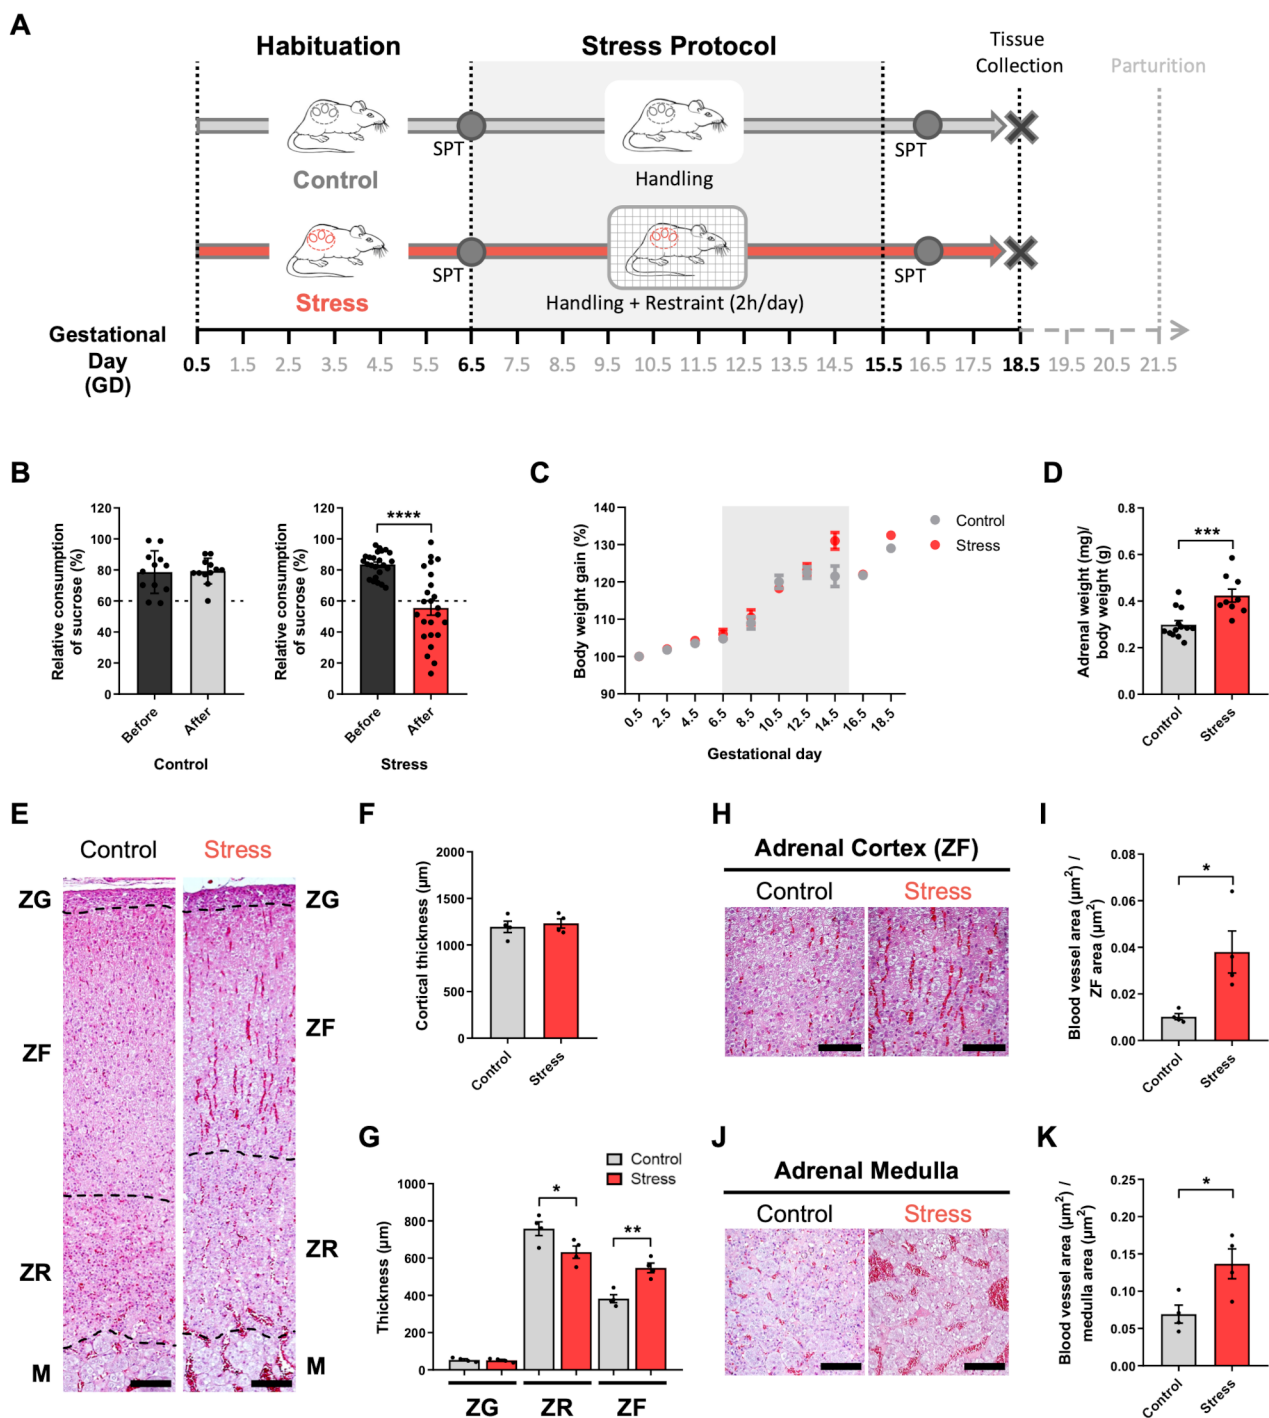 A
Habituation
Stress Protocol
Tissue
Collection
Parturition
SPT
SPT
Control
Handling
SPT
SPT
Stress
Handling + Restraint (2h/day)
Gestational
Day
(GD)
0.5 1.5 2.5 3.5 4.5 5.5 6.5 7.5 8.5 9.5 10.5 11.5 12.5 13.5 14.5 15.5 16.5 17.5 18.5 19.5 20.5 21.5
B
Relative consumption
of sucrose (%)
120
100
80
60
40
20
0
Before
After
Control
Relative consumption
of sucrose (%)
120
100
80
60
40
20
0
****
Before
After
Stress
C
Body weight gain (%)
140
130
120
110
100
90
0.5
2.5
4.5
6.5
8.5
10.5
12.5
14.5
16.5
18.5
Gestational day
Control
Stress
D
Adrenal weight (mg)/
body weight (g)
0.8
0.6
0.4
0.2
0.0
***
Control
Stress
E
Control
Stress
ZG
ZF
ZR
M
ZG
ZF
ZR
M
F
Cortical thickness (μm)
2000
1500
1000
500
0
Control
Stress
G
Control
Stress
Thickness (μm)
1000
800
600
400
200
0
*
**
ZG
ZR
ZF
H
Adrenal Cortex (ZF)
Control
Stress
I
Blood vessel area (μm²) /
ZF area (μm²)
0.08
0.06
0.04
0.02
0.00
*
Control
Stress
J
Adrenal Medulla
Control
Stress
K
Blood vessel area (μm²) /
medulla area (μm²)
0.25
0.20
0.15
0.10
0.05
0.00
*
Control
Stress